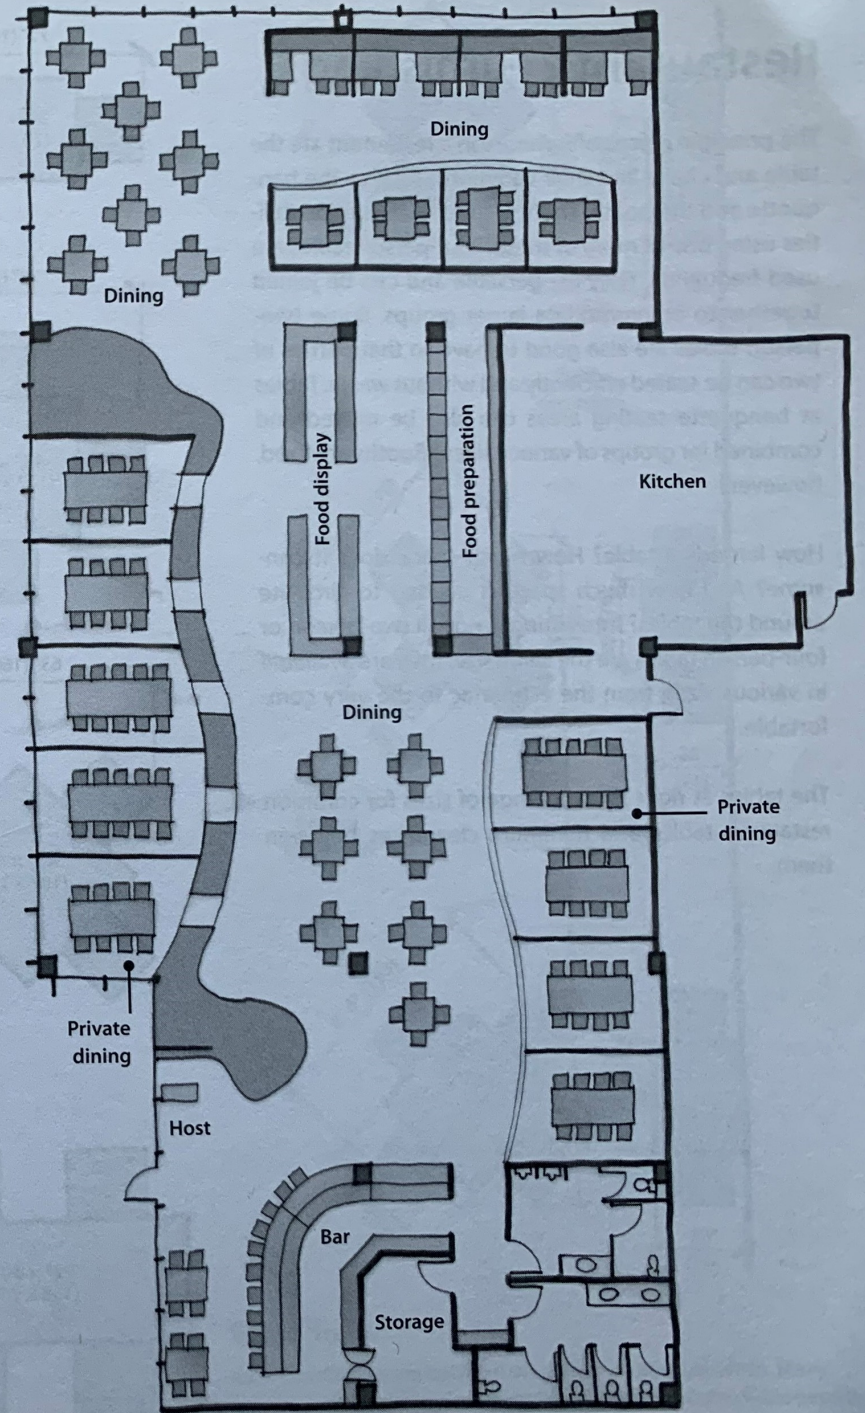 Dining
Dining
Food display
Food preparation
Kitchen
Dining
Private
dining
Private
dining
Host
Bar
Storage